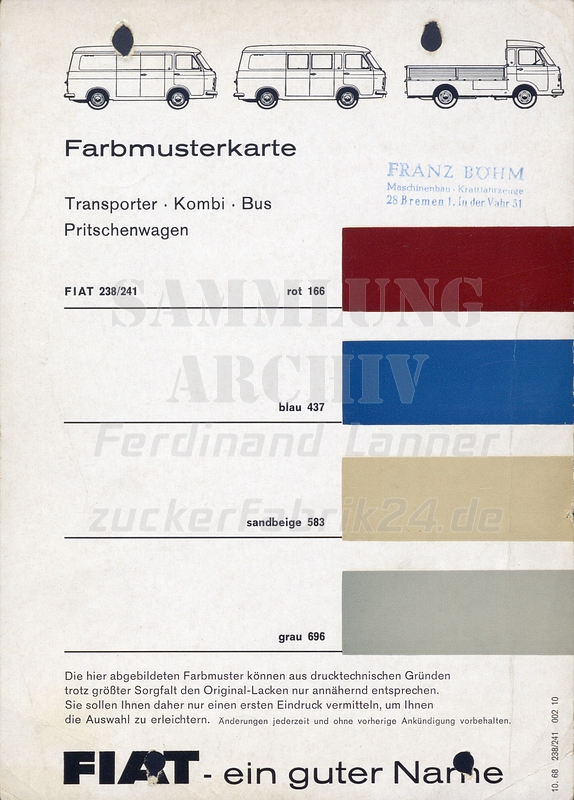 Farbmusterkarte
FRANZ BÖHM
Maschinenbau · Kraftfahrzeuge
28 Bremen 1, In der Vahr 31
Transporter · Kombi · Bus
Pritschenwagen
FIAT 238/241 rot 166
SAMMLUNG
ARCHIV
blau 437
Ferdinand Lanner
zuckerfabrik24.de
sandbeige 583
grau 696
Die hier abgebildeten Farbmuster können aus drucktechnischen Gründen
trotz größter Sorgfalt den Original-Lacken nur annähernd entsprechen.
Sie sollen Ihnen daher nur einen ersten Eindruck vermitteln, um Ihnen
die Auswahl zu erleichtern. Änderungen jederzeit und ohne vorherige Ankündigung vorbehalten.
10. 68 238/241 002 10
FIAT - ein guter Name